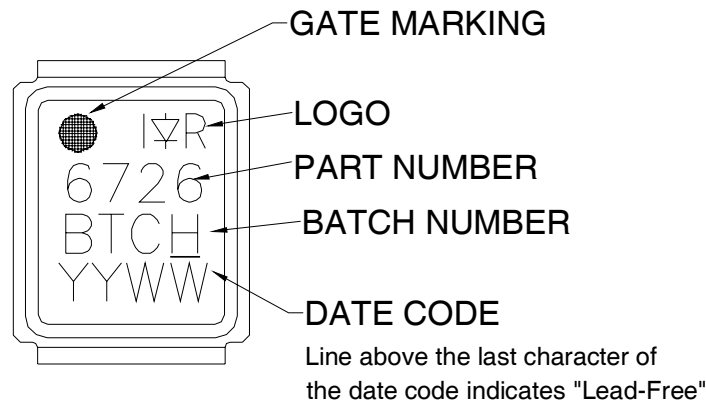 GATE MARKING
I R
LOGO
6726
PART NUMBER
BTCH
BATCH NUMBER
YYWW
DATE CODE
Line above the last character of
the date code indicates "Lead-Free"